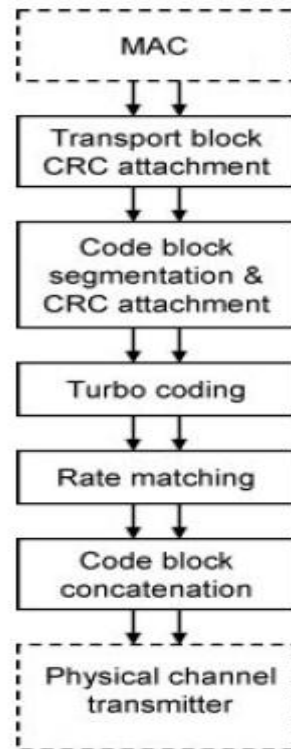 MAC
Transport block
CRC attachment
Code block
segmentation &
CRC attachment
Turbo coding
Rate matching
Code block
concatenation
Physical channel
transmitter